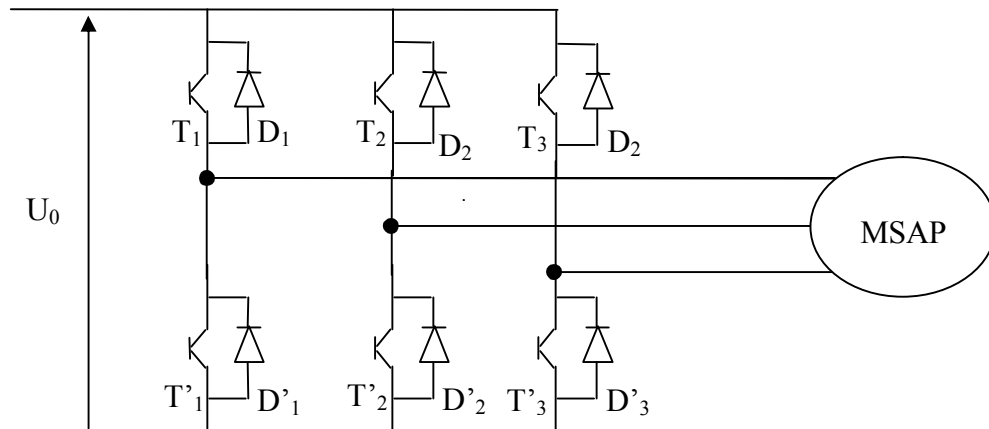 T₁ D₁ T₂ D₂ T₃ D₂
U₀
MSAP
T’₁ D’₁ T’₂ D’₂ T’₃ D’₃